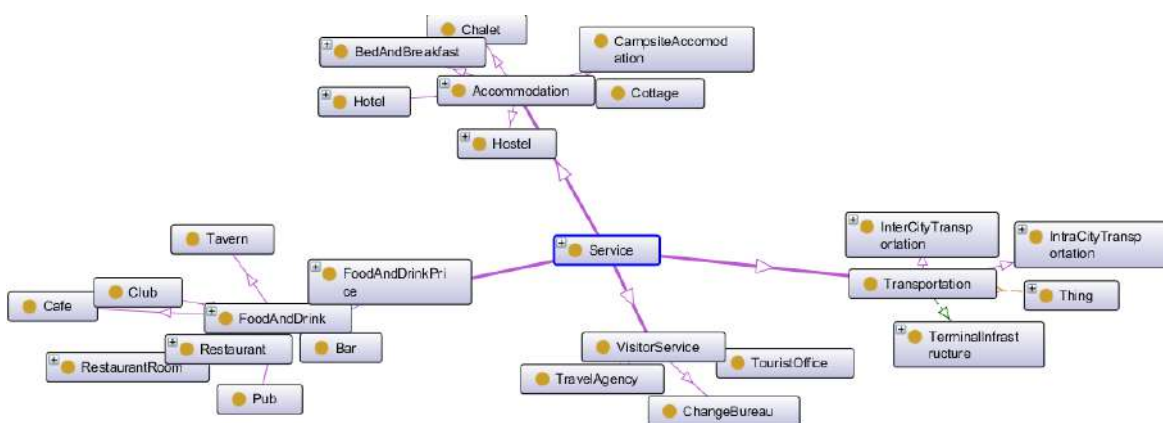 Chalet
BedAndBreakfast
CampsiteAccomod
ation
Accommodation
Hotel
Cottage
Hostel
Tavern
Service
InterCityTransp
ortation
IntraCityTransp
ortation
FoodAndDrinkPri
ce
Transportation
Thing
Club
Cafe
FoodAndDrink
TerminalInfrast
ructure
Restaurant
Bar
VisitorService
RestaurantRoom
TouristOffice
TravelAgency
Pub
ChangeBureau